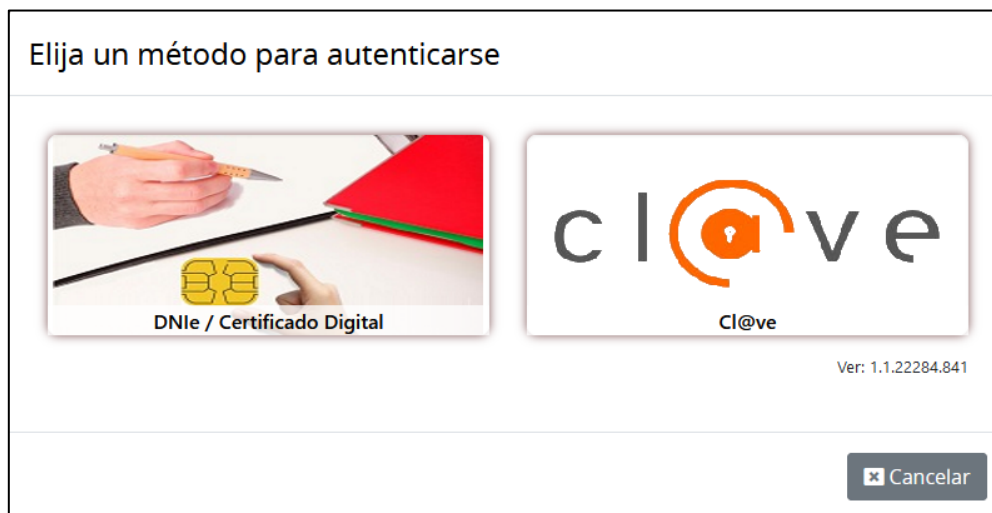 Elija un método para autenticarse
cl@ve
DNIe / Certificado Digital
Cl@ve
Ver: 1.1.22284.841
Cancelar